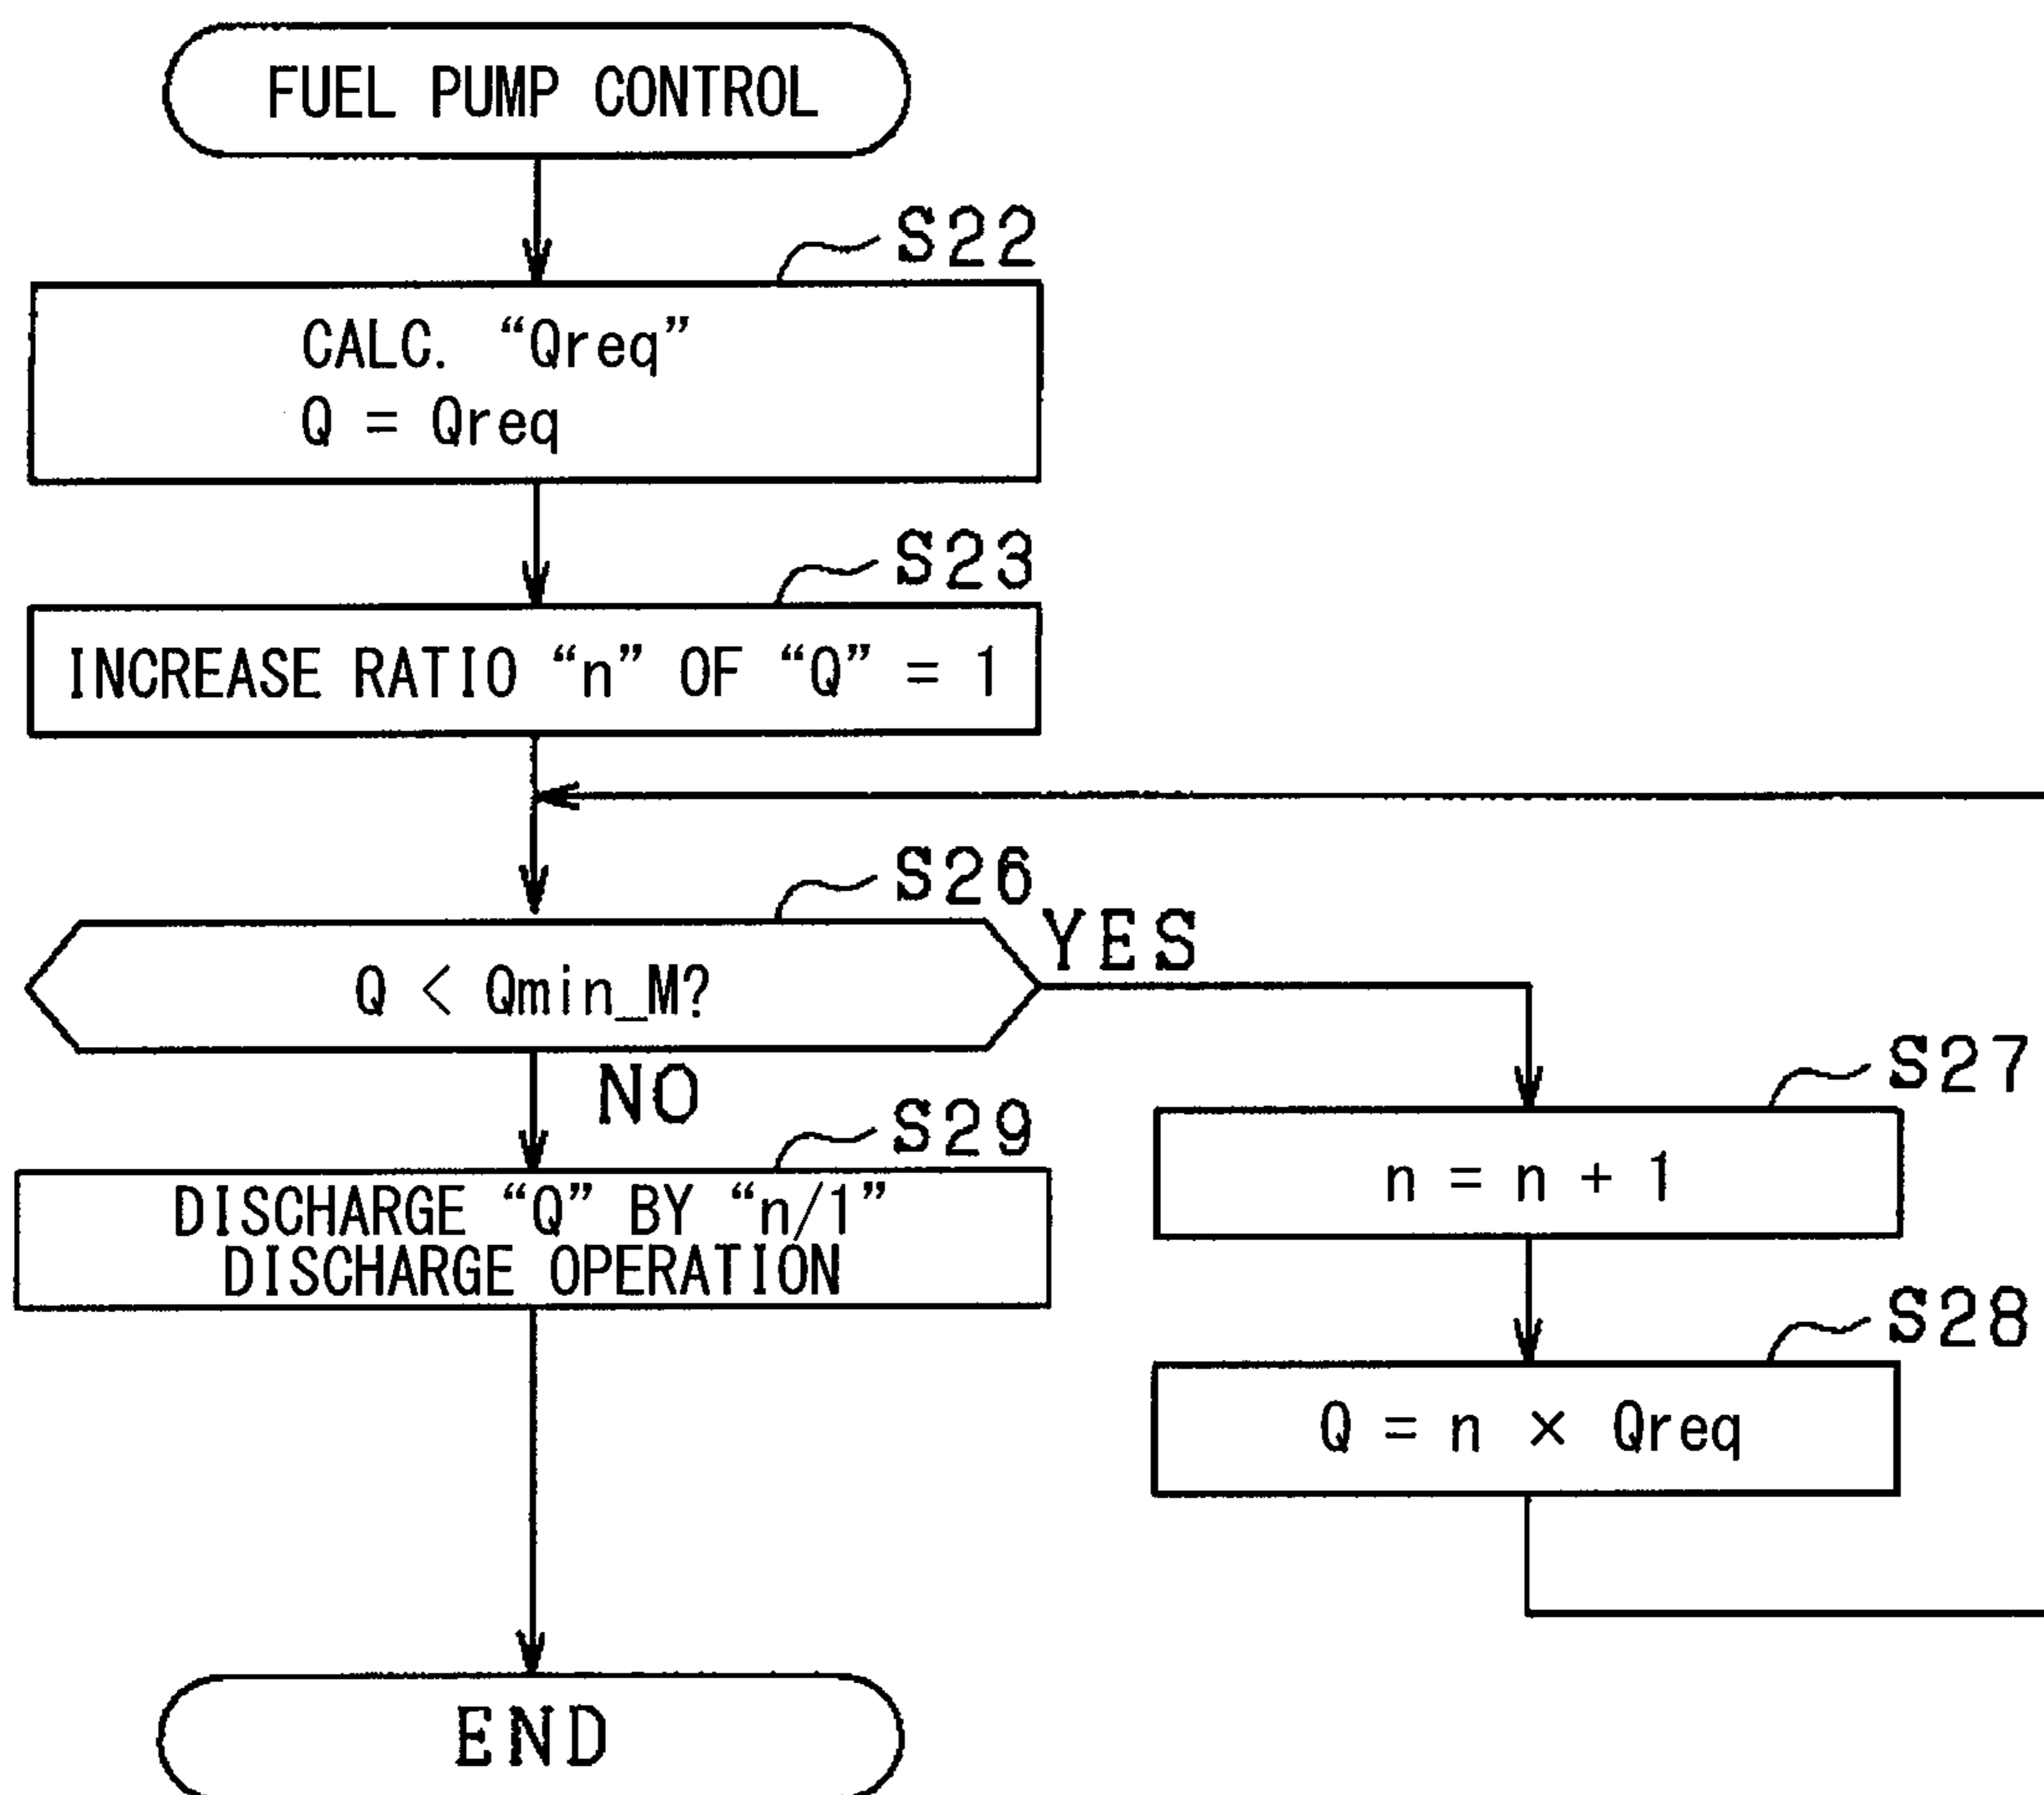 FUEL PUMP CONTROL
S22
CALC. “Qreq”
Q = Qreq
S23
INCREASE RATIO “n” OF “Q” = 1
S26
Q < Qmin_M?
YES
NO
S27
n = n + 1
S29
DISCHARGE “Q” BY “n/1”
DISCHARGE OPERATION
S28
Q = n × Qreq
END